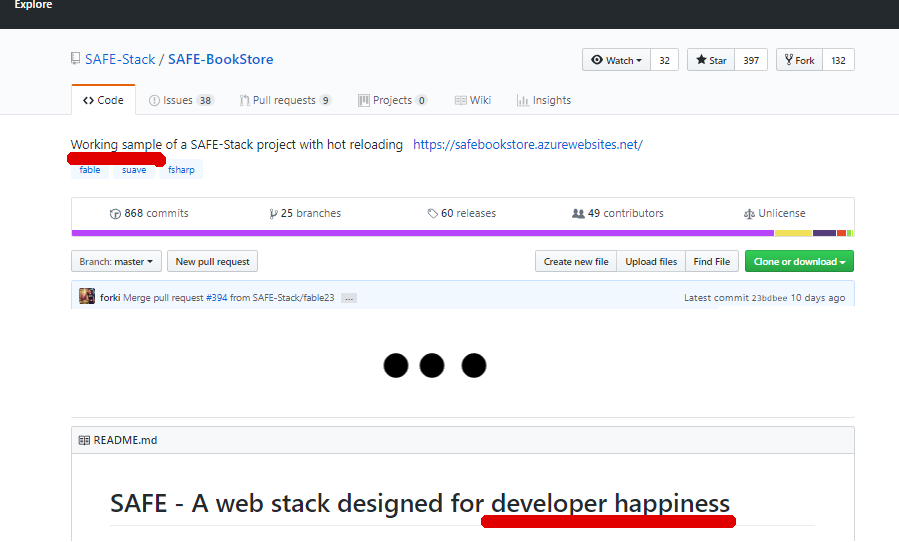 Explore
SAFE-Stack / SAFE-BookStore
Watch 32 Star 397 Fork 132
Code Issues 38 Pull requests 9 Projects 0 Wiki Insights
Working sample of a SAFE-Stack project with hot reloading https://safebookstore.azurewebsites.net/
fable suave fsharp
868 commits 25 branches 60 releases 49 contributors Unlicense
Branch: master New pull request Create new file Upload files Find File Clone or download
forki Merge pull request #394 from SAFE-Stack/fable23 ... Latest commit 23bdbee 10 days ago
README.md
SAFE - A web stack designed for developer happiness